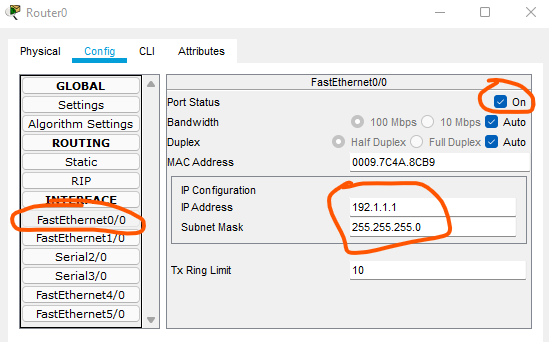 Router0
Physical Config CLI Attributes
GLOBAL
Settings
Algorithm Settings
ROUTING
Static
RIP
INTERFACE
FastEthernet0/0
FastEthernet1/0
Serial2/0
Serial3/0
FastEthernet4/0
FastEthernet5/0
FastEthernet0/0
Port Status On
Bandwidth 100 Mbps 10 Mbps Auto
Duplex Half Duplex Full Duplex Auto
MAC Address 0009.7C4A.8CB9
IP Configuration
IP Address 192.1.1.1
Subnet Mask 255.255.255.0
Tx Ring Limit 10